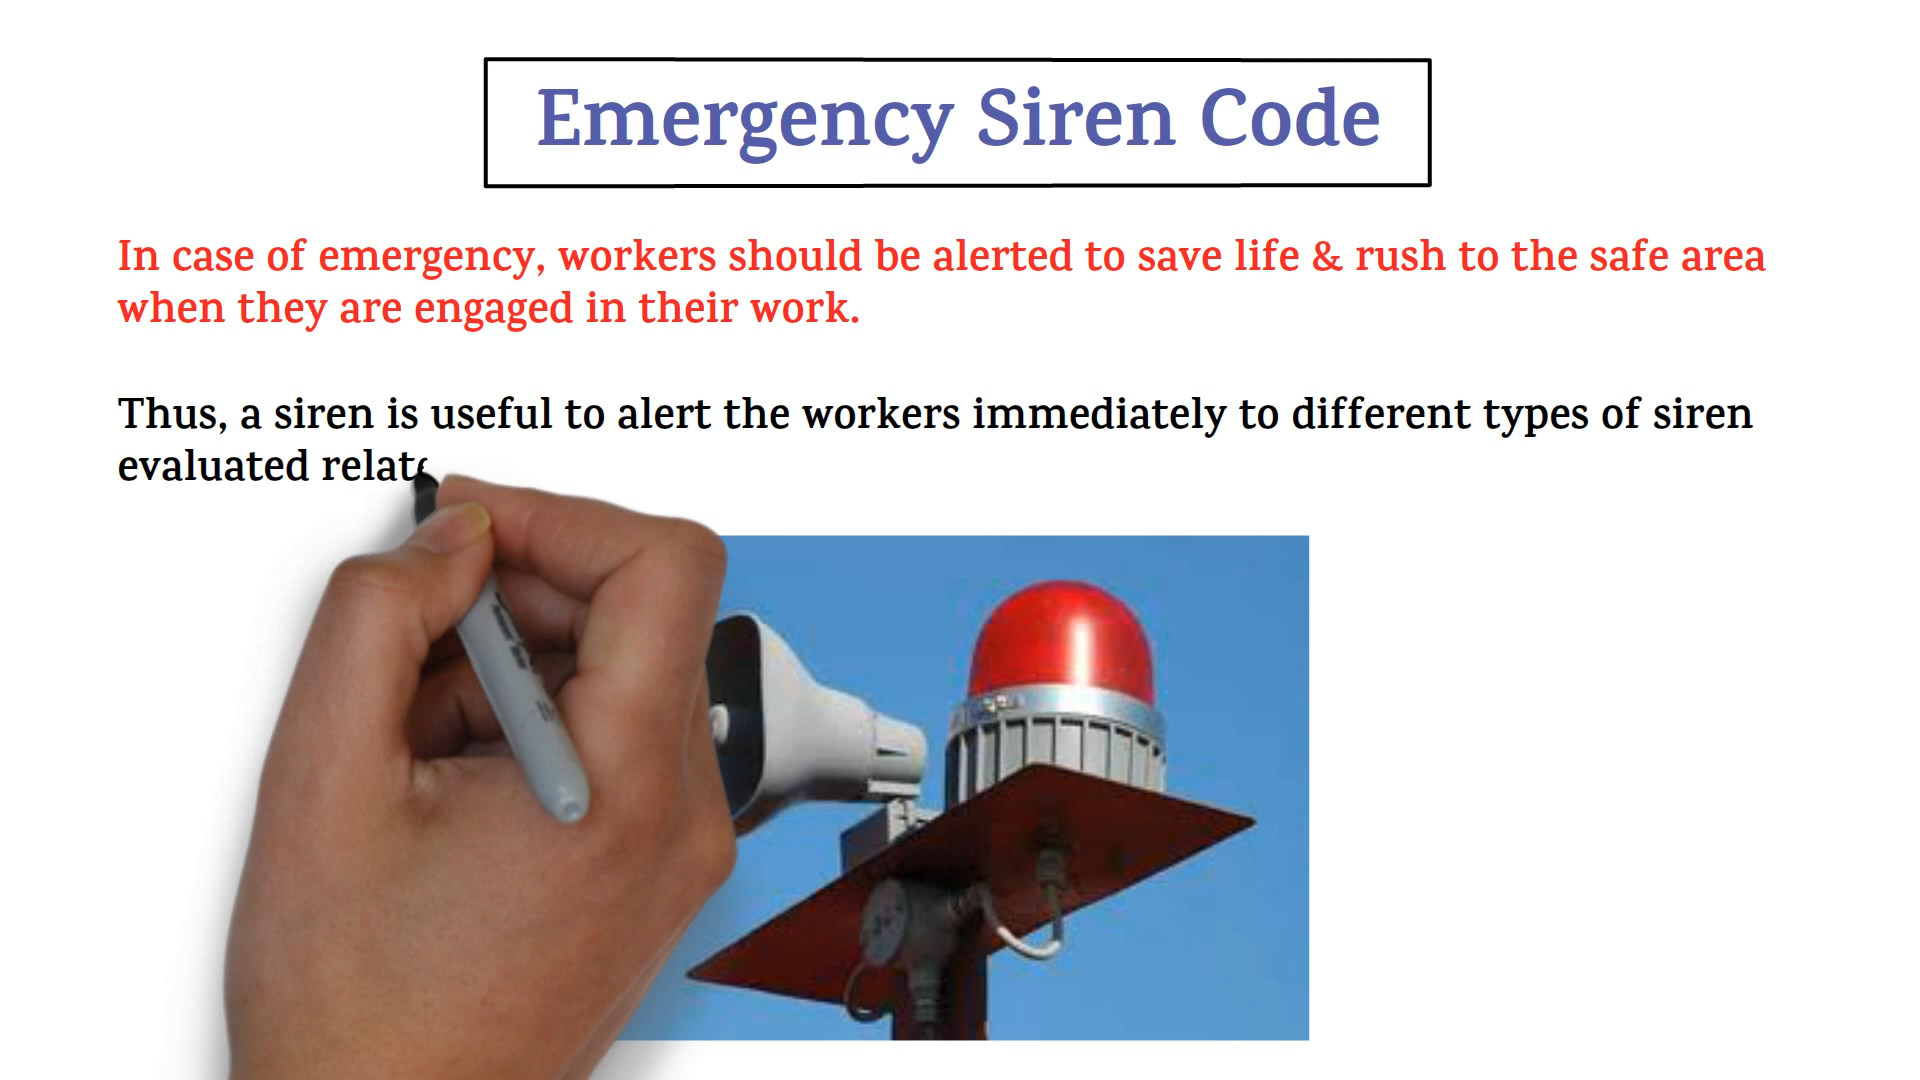 Emergency Siren Code
In case of emergency, workers should be alerted to save life & rush to the safe area
when they are engaged in their work.
Thus, a siren is useful to alert the workers immediately to different types of siren
evaluated